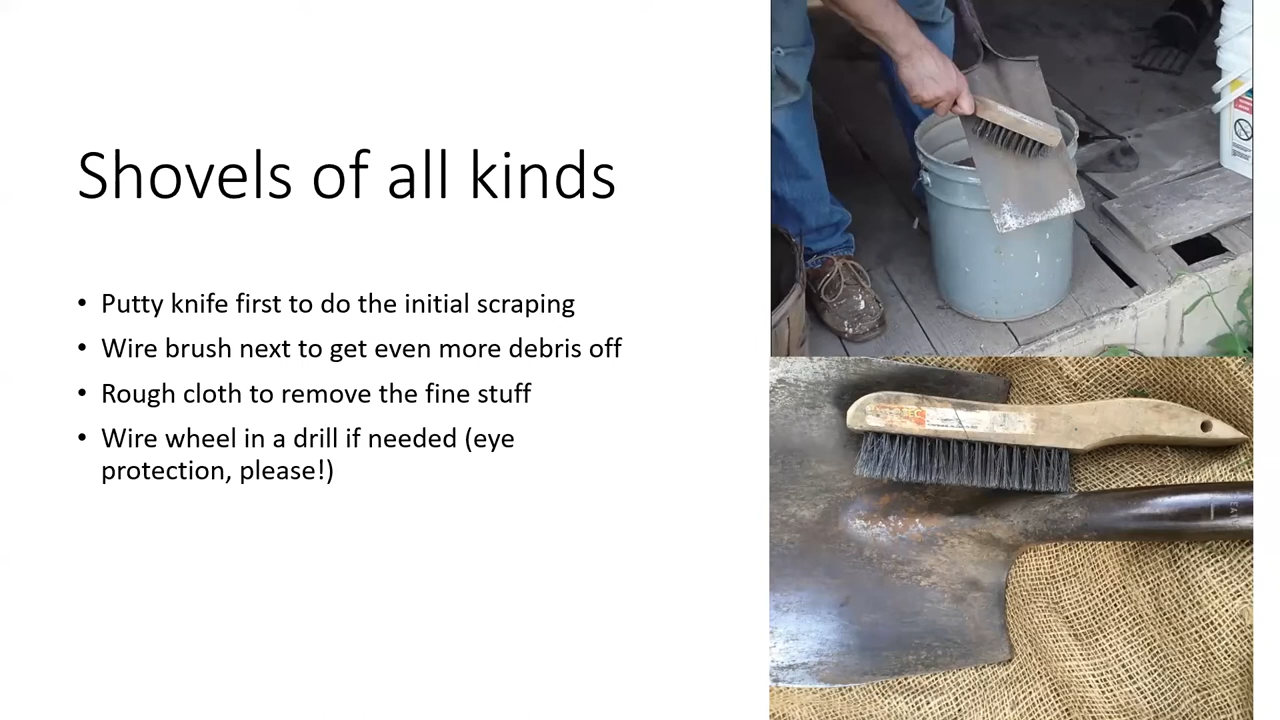 Shovels of all kinds
• Putty knife first to do the initial scraping
• Wire brush next to get even more debris off
• Rough cloth to remove the fine stuff
• Wire wheel in a drill if needed (eye
protection, please!)